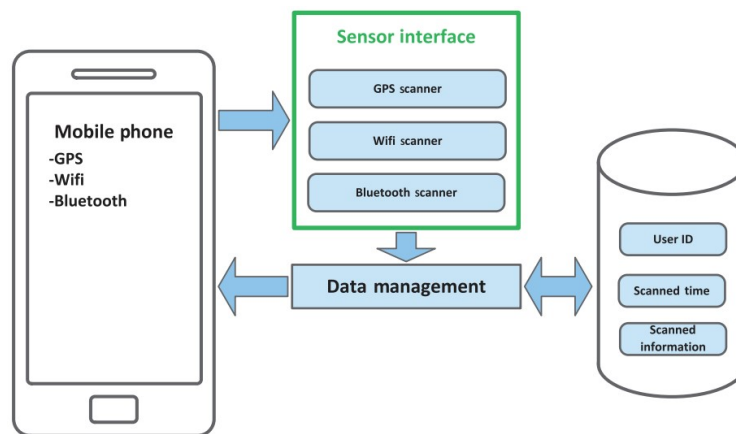 Sensor interface
GPS scanner
Wifi scanner
Bluetooth scanner
Mobile phone
-GPS
-Wifi
-Bluetooth
Data management
User ID
Scanned time
Scanned
information